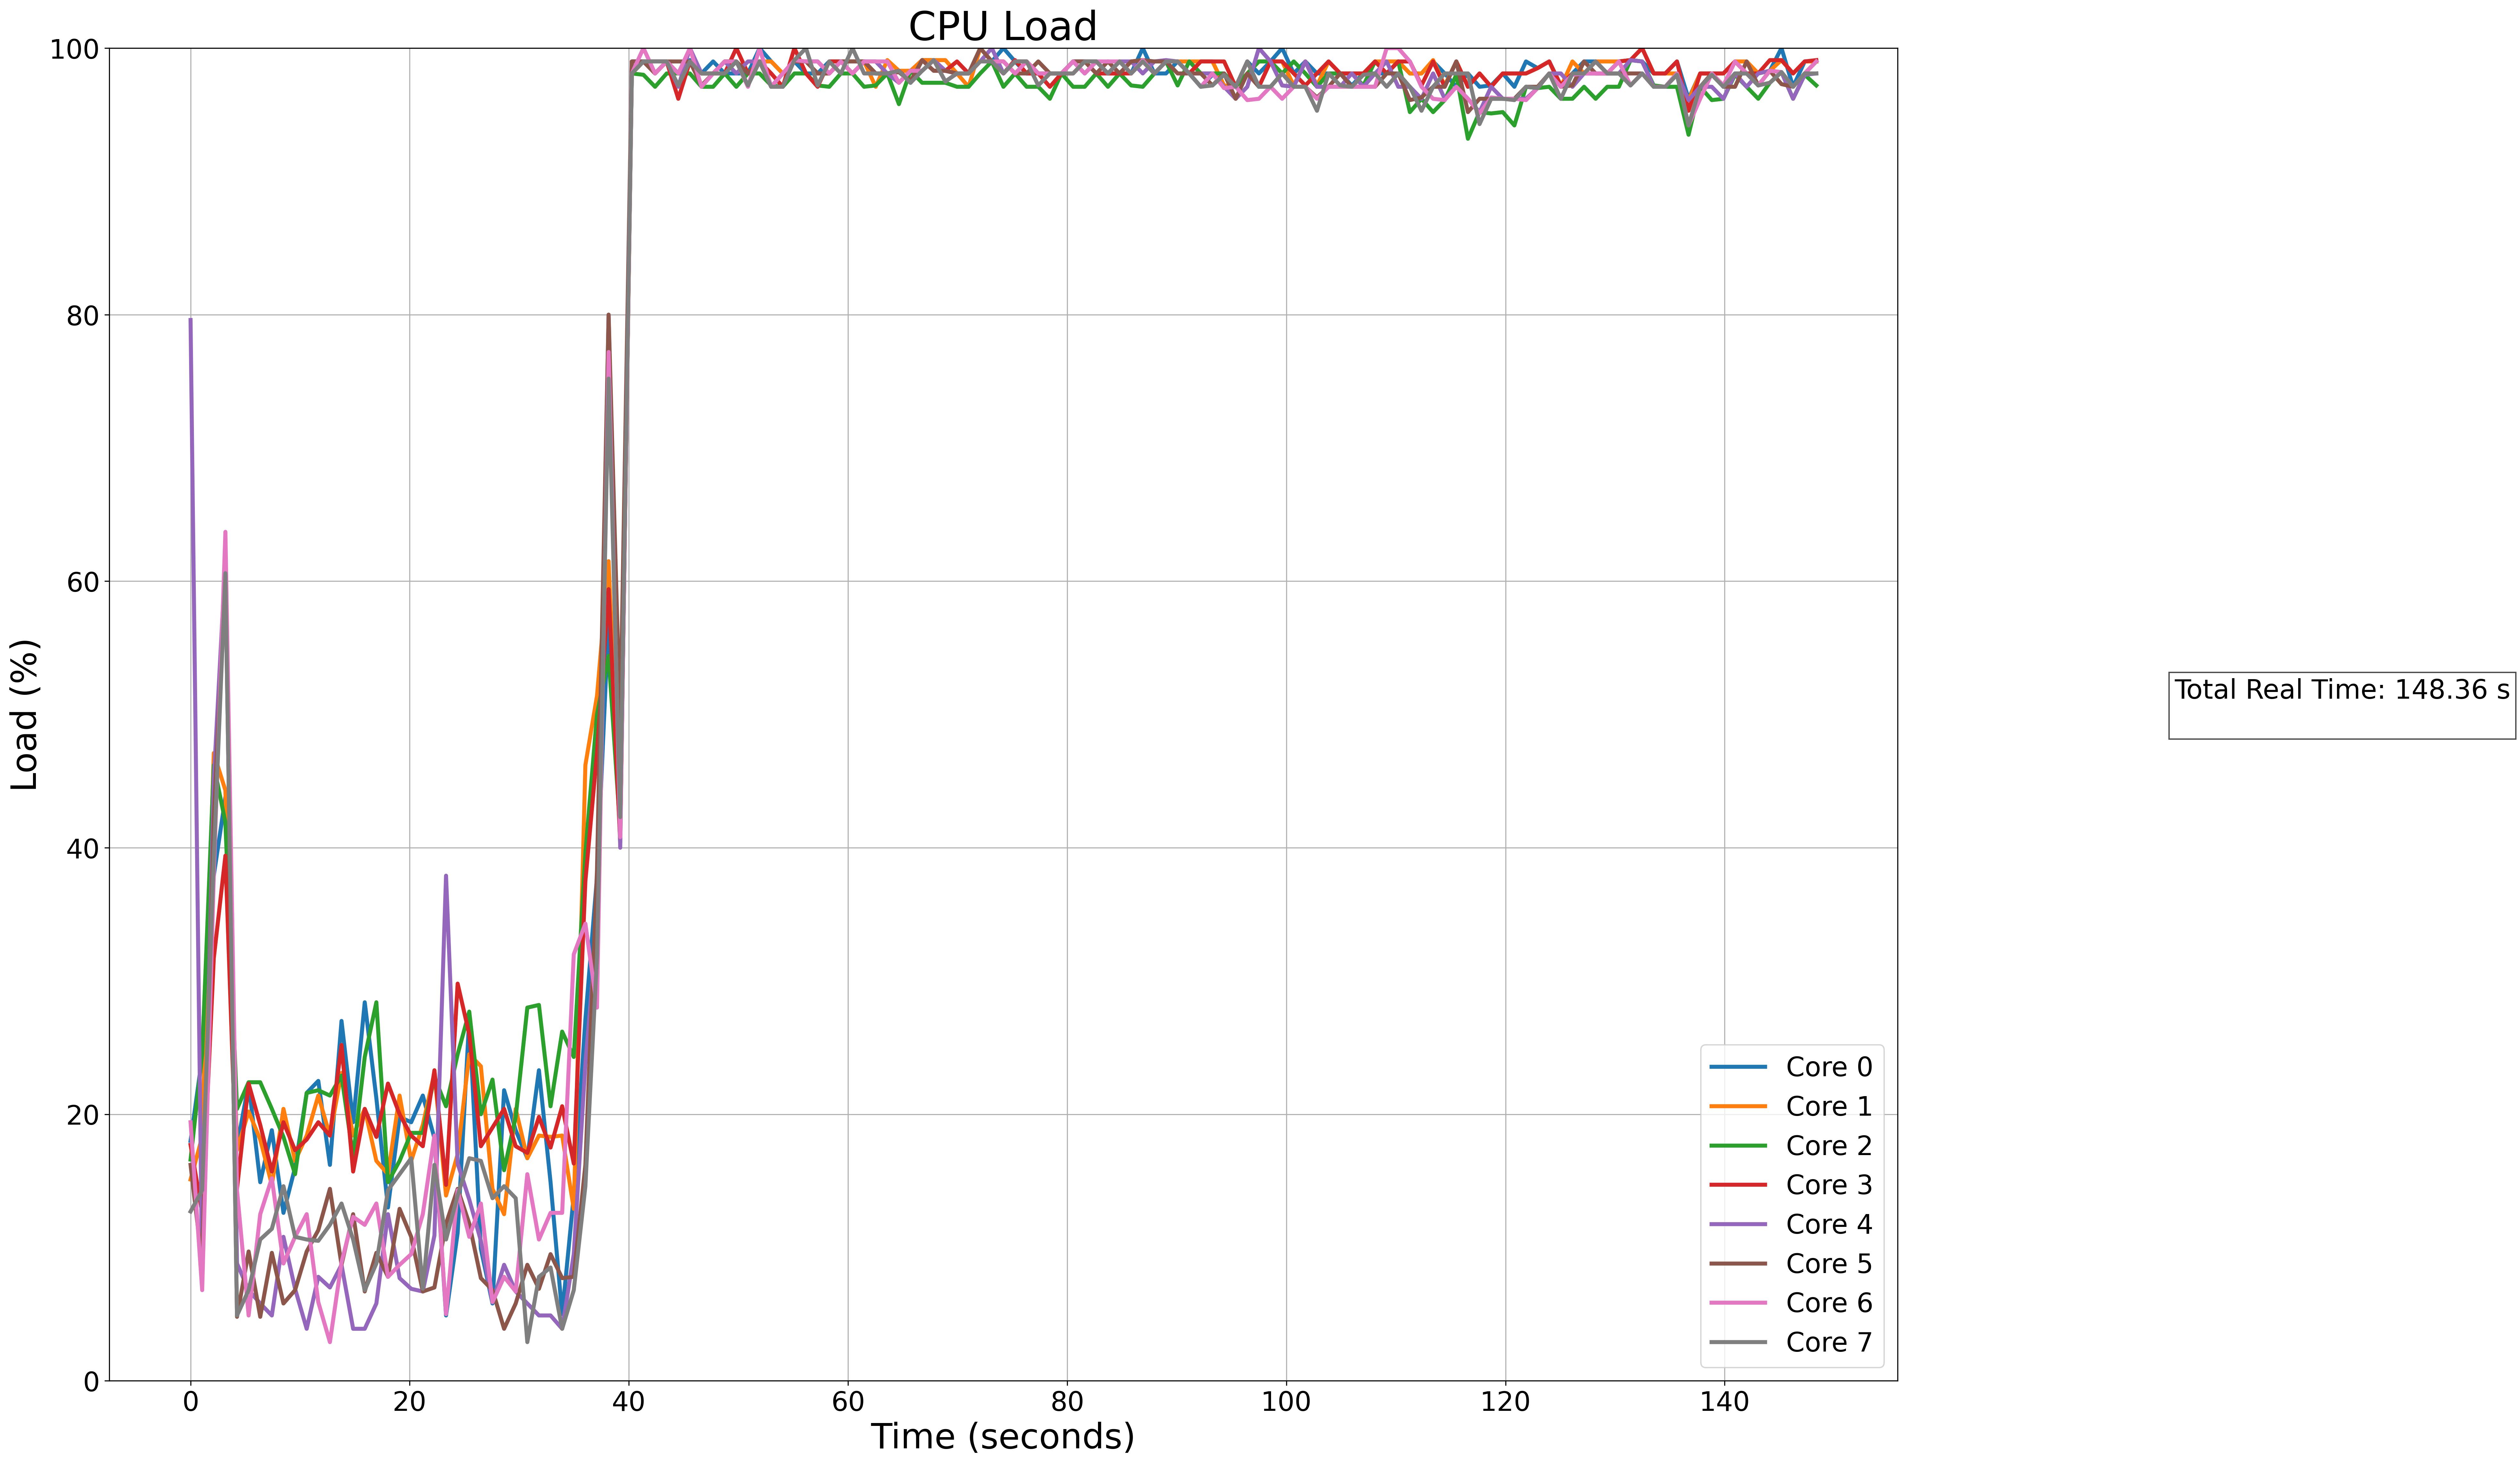 CPU Load
100
80
60
40
20
0
Load (%)
0 20 40 60 80 100 120 140
Time (seconds)
Core 0
Core 1
Core 2
Core 3
Core 4
Core 5
Core 6
Core 7
Total Real Time: 148.36 s